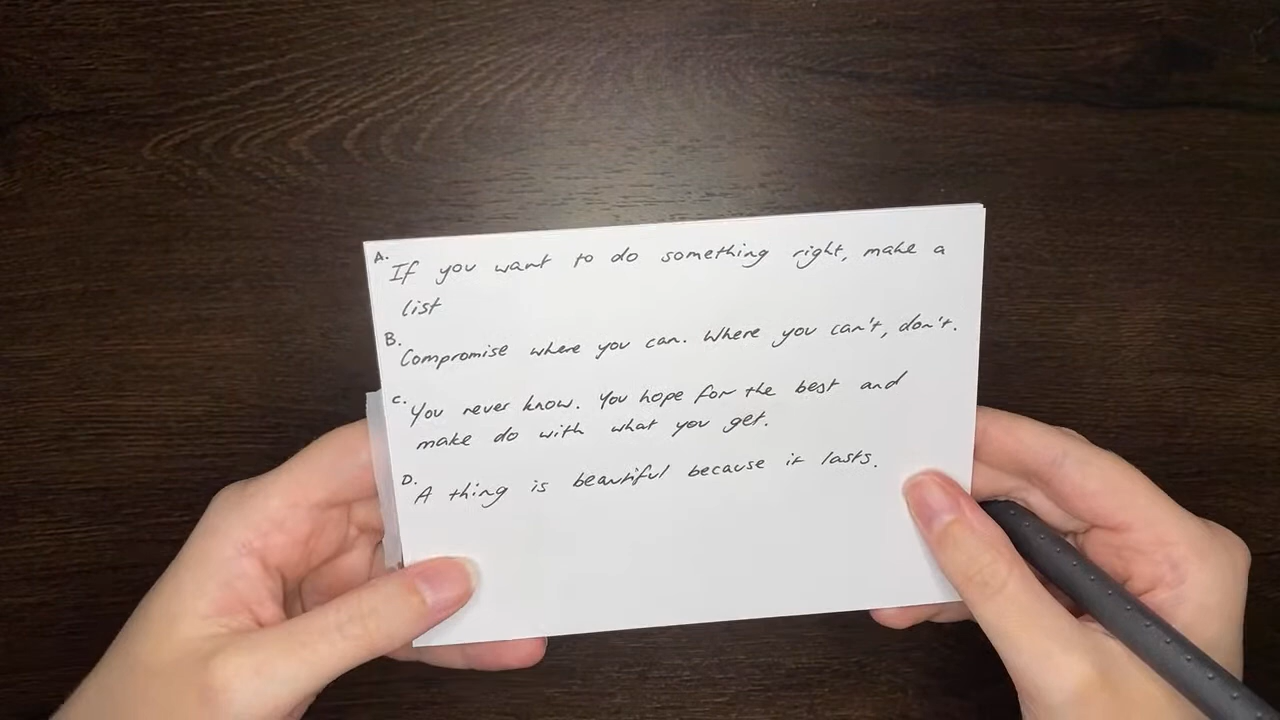 A. If you want to do something right, make a
list
B. Compromise where you can. Where you can't, don't.
C. You never know. You hope for the best and
make do with what you get.
D. A thing is beautiful because it lasts.